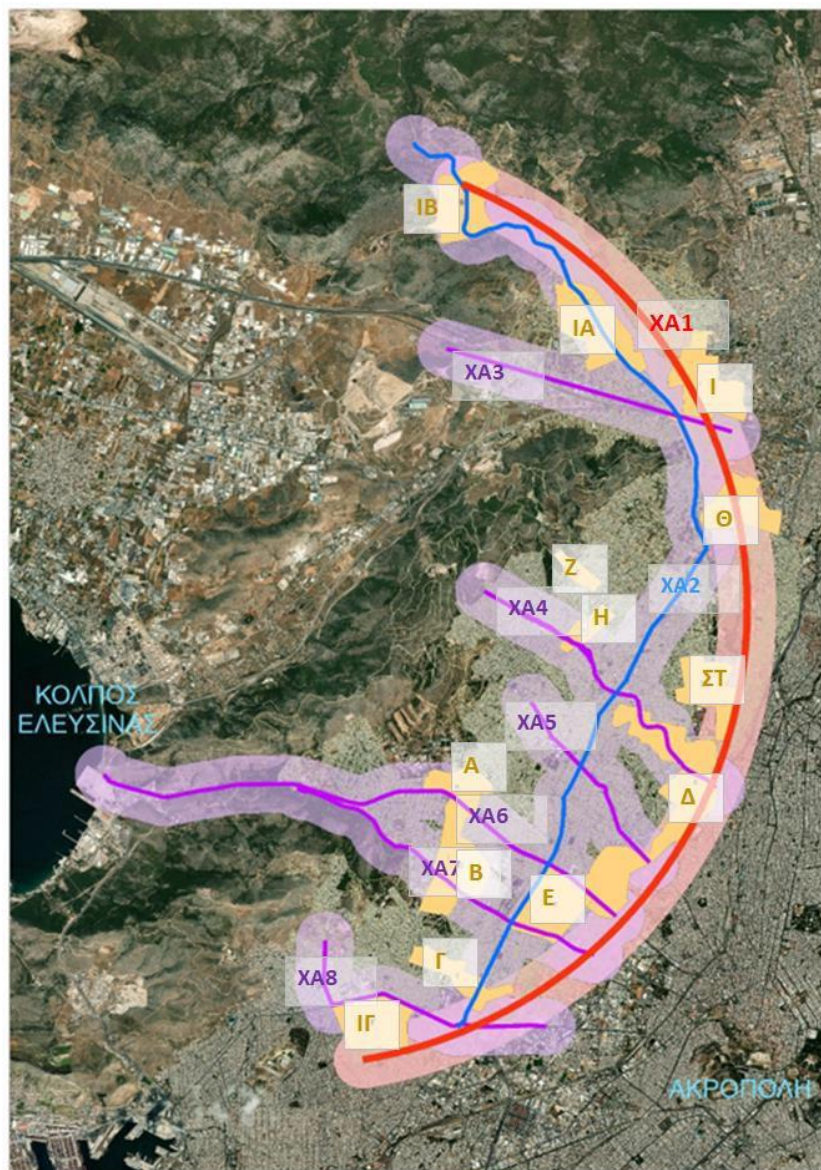 ΙΒ
ΙΑ
ΧΑ1
ΧΑ3
Ι
Θ
Ζ
ΧΑ2
ΧΑ4
Η
ΣΤ
ΚΟΛΠΟΣ
ΕΛΕΥΣΙΝΑΣ
ΧΑ5
Α
Δ
ΧΑ6
ΧΑ7
Β
Ε
Γ
ΧΑ8
ΙΓ
ΑΚΡΟΠΟΛΗ